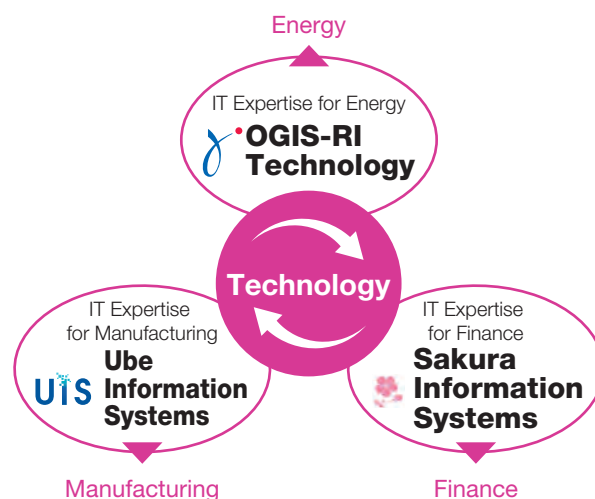 Energy
IT Expertise for Energy
OGIS-RI
Technology
Technology
IT Expertise
for Manufacturing
UIS
Ube
Information
Systems
IT Expertise
for Finance
Sakura
Information
Systems
Manufacturing
Finance